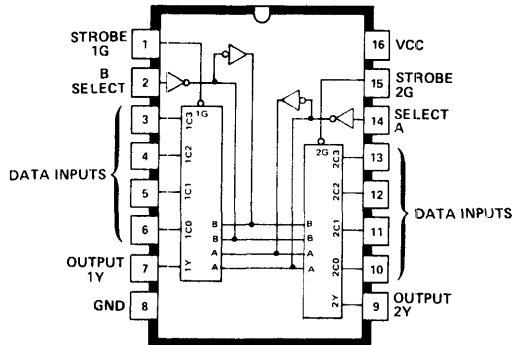 STROBE
1G
1
B
SELECT
2
DATA INPUTS
3
4
5
6
OUTPUT
1Y
7
GND
8
1G
1C3
1C2
1C1
1C0
1Y
B
B
A
A
B
B
A
A
2G
2C3
2C2
2C1
2C0
2Y
16
VCC
15
STROBE
2G
14
SELECT
A
13
12
11
10
DATA INPUTS
9
OUTPUT
2Y